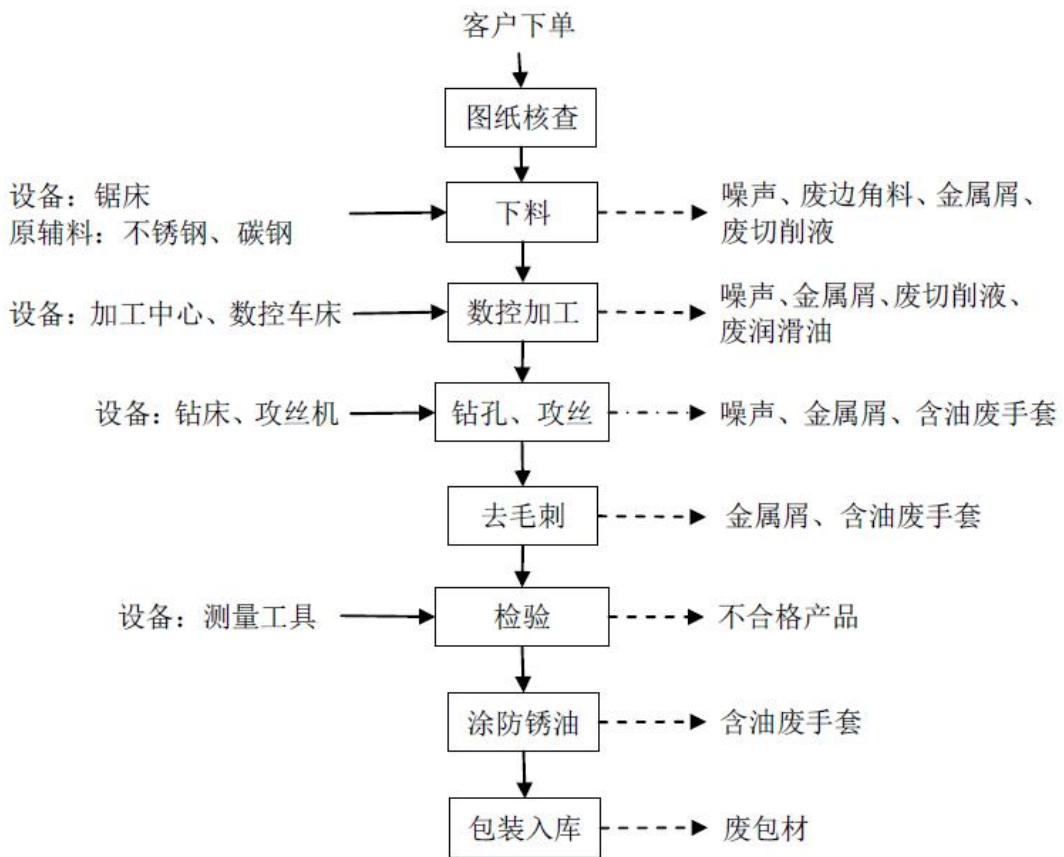 客户下单
图纸核查
设备：锯床
原辅料：不锈钢、碳钢
下料
噪声、废边角料、金属屑、
废切削液
设备：加工中心、数控车床
数控加工
噪声、金属屑、废切削液、
废润滑油
设备：钻床、攻丝机
钻孔、攻丝
噪声、金属屑、含油废手套
去毛刺
金属屑、含油废手套
设备：测量工具
检验
不合格产品
涂防锈油
含油废手套
包装入库
废包材